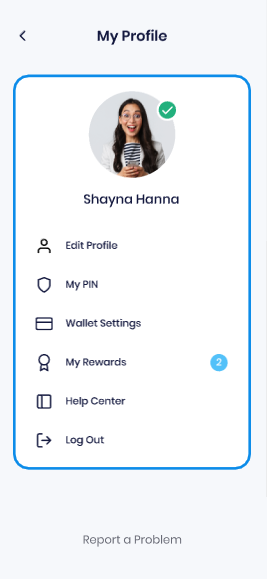 My Profile
Shayna Hanna
Edit Profile
My PIN
Wallet Settings
My Rewards 2
Help Center
Log Out
Report a Problem